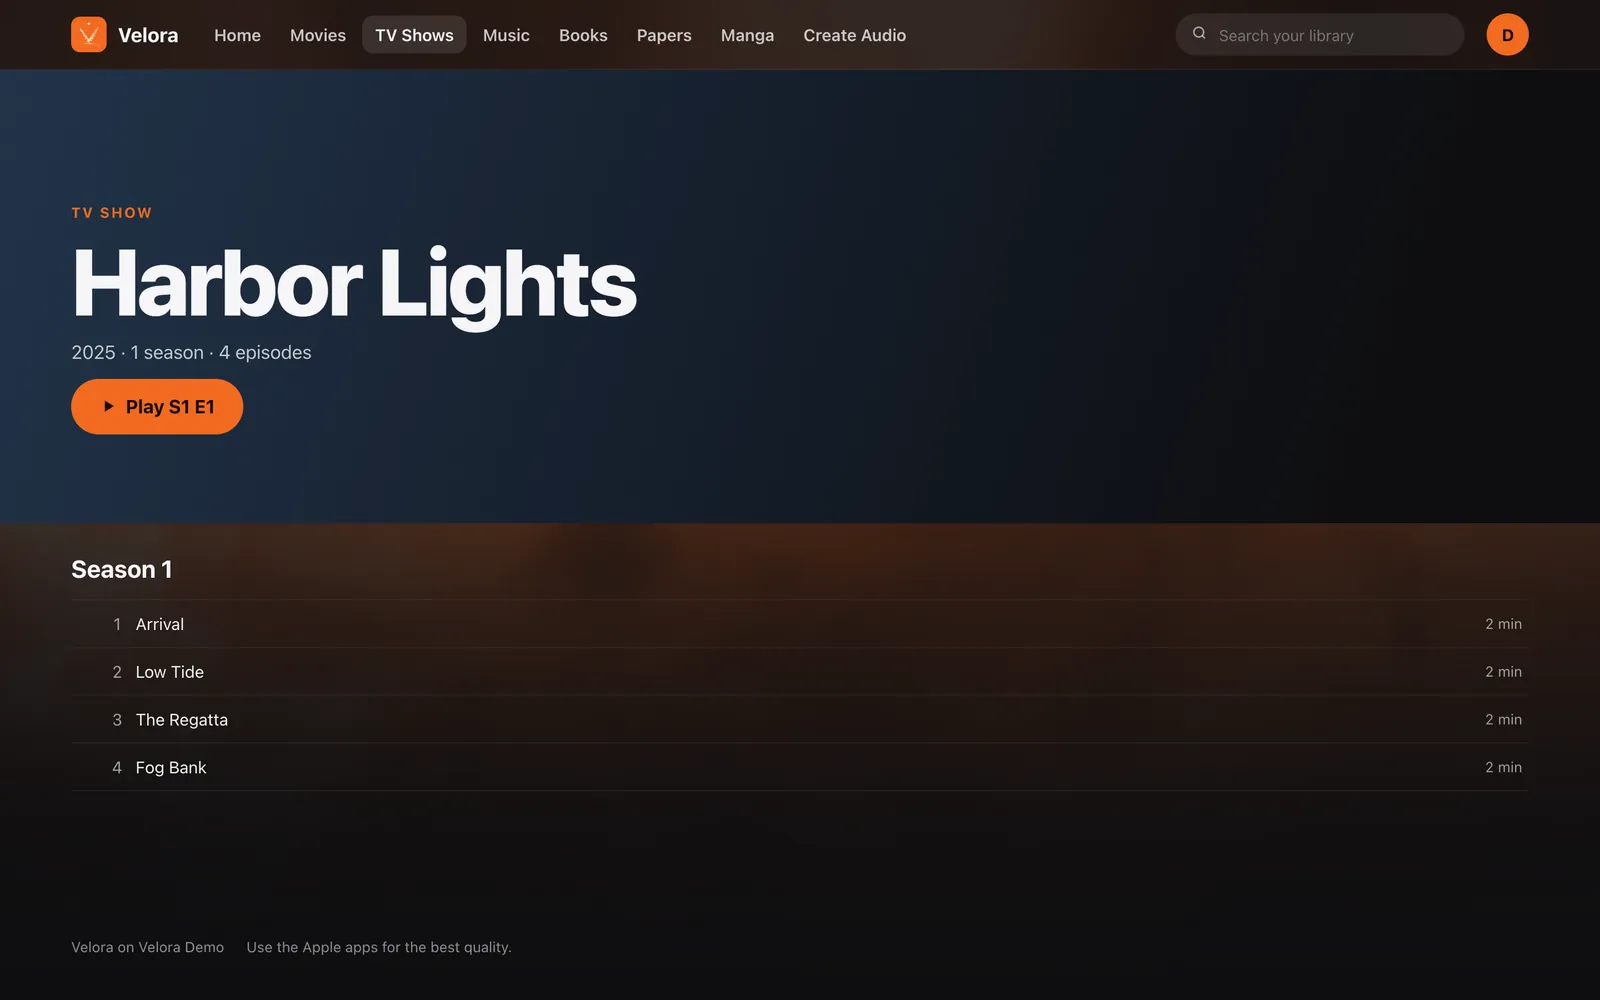 Velora
Home Movies TV Shows Music Books Papers Manga Create Audio
Search your library
D
TV SHOW
Harbor Lights
2025 · 1 season · 4 episodes
Play S1 E1
Season 1
1 Arrival 2 min
2 Low Tide 2 min
3 The Regatta 2 min
4 Fog Bank 2 min
Velora on Velora Demo Use the Apple apps for the best quality.